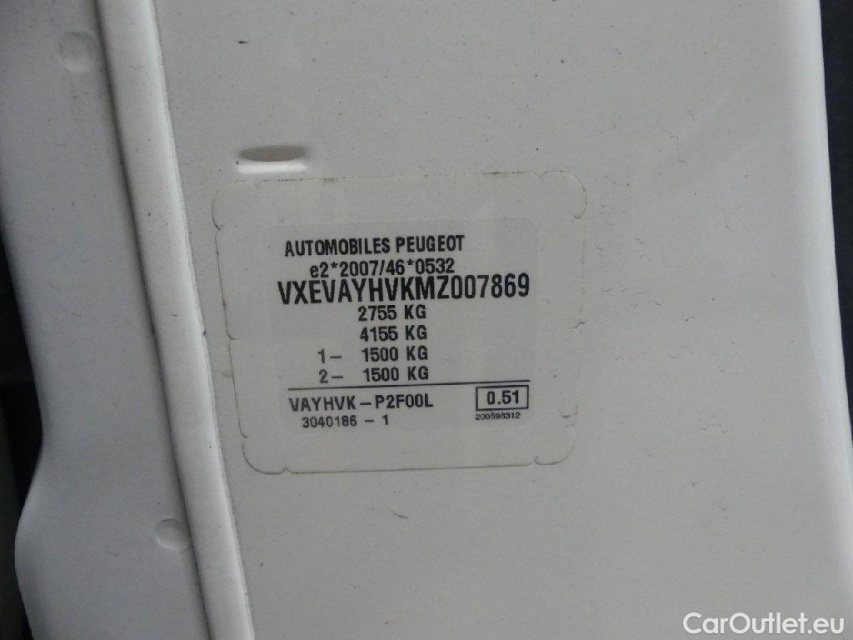 AUTOMOBILES PEUGEOT
e2*2007/46*0532
VXEVAYHVKMZ007869
2755 KG
4155 KG
1– 1500 KG
2– 1500 KG
VAYHVK – P2F00L 0.51
3040186 – 1 200898312
CarOutlet.eu